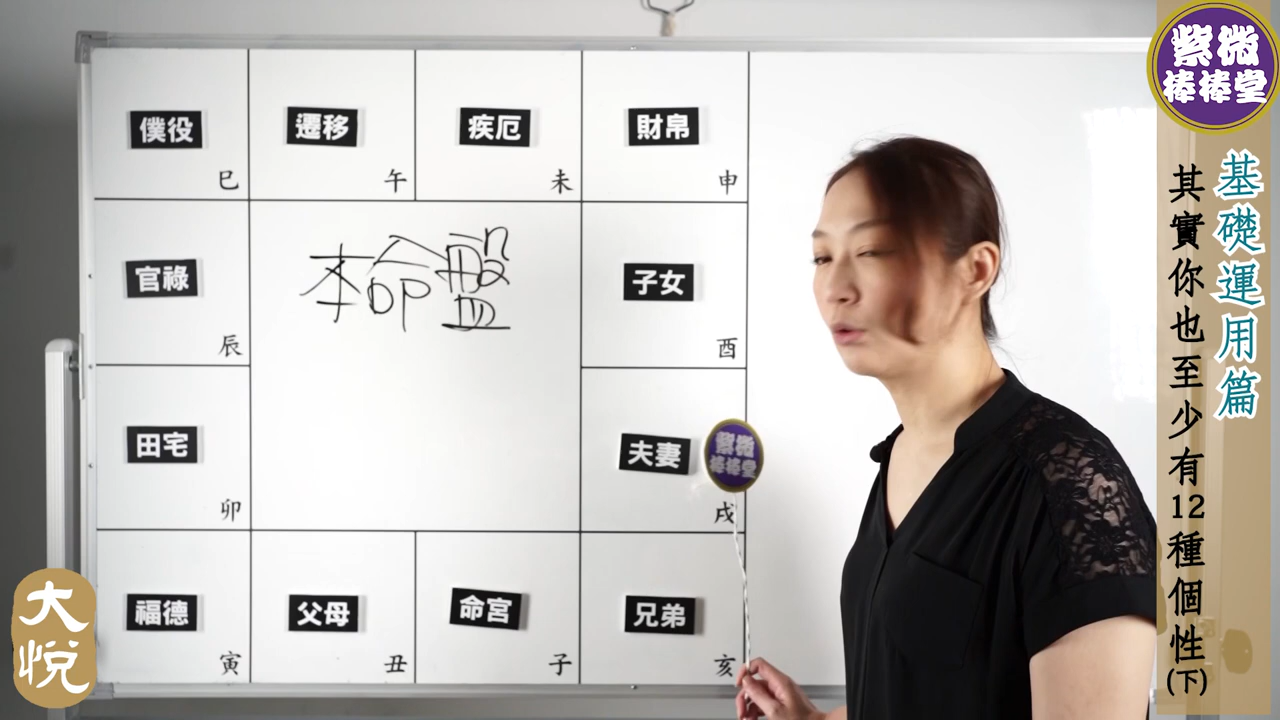 僕役
巳
遷移
午
疾厄
未
財帛
申
官祿
辰
本命盤
子女
酉
田宅
卯
夫妻
戌
福德
寅
父母
丑
命宮
子
兄弟
亥
紫微
棒棒堂
紫微
棒棒堂
基礎運用篇
其實你也至少有12種個性(下)
大悅